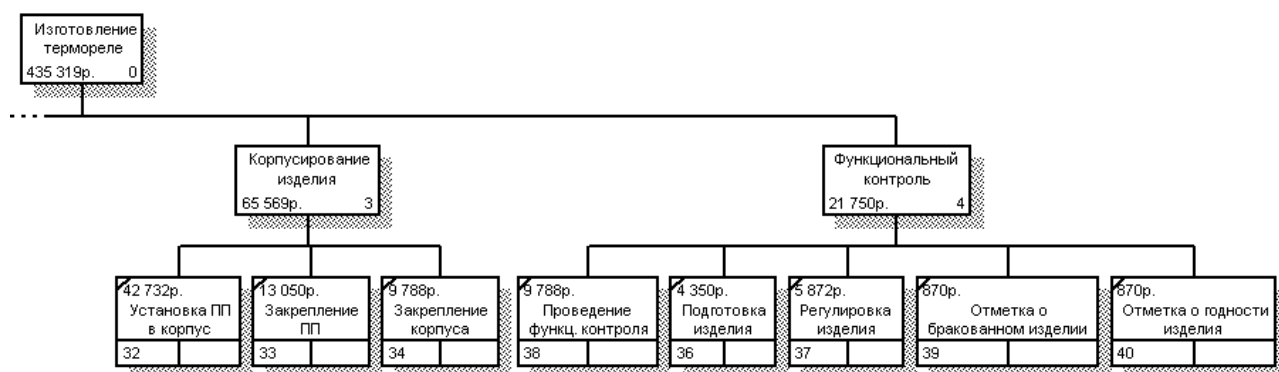 Изготовление
термореле
435 319р. 0
Корпусирование
изделия
65 569р. 3
Функциональный
контроль
21 750р. 4
42 732р.
Установка ПП
в корпус
32
13 050р.
Закрепление
ПП
33
9 788р.
Закрепление
корпуса
34
9 788р.
Проведение
функц. контроля
38
4 350р.
Подготовка
изделия
36
5 872р.
Регулировка
изделия
37
870р.
Отметка о
бракованном изделии
39
870р.
Отметка о годности
изделия
40